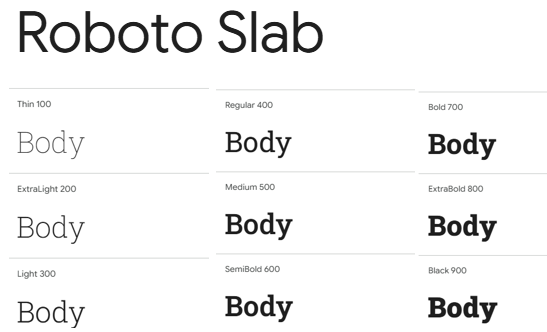 Roboto Slab
Thin 100
Body
ExtraLight 200
Body
Light 300
Body
Regular 400
Body
Medium 500
Body
SemiBold 600
Body
Bold 700
Body
ExtraBold 800
Body
Black 900
Body